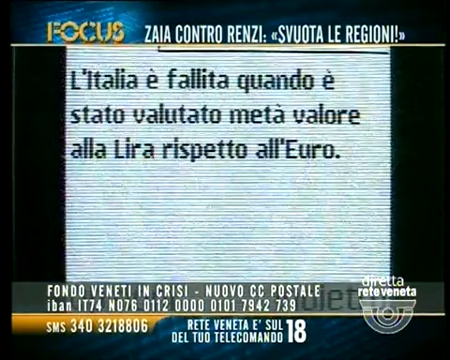 FOCUS ZAIA CONTRO RENZI: «SVUOTA LE REGIONI!»
L'Italia è fallita quando è
stato valutato metà valore
alla Lira rispetto all'Euro.
FONDO VENETI IN CRISI - NUOVO CC POSTALE
iban IT74 N076 0112 0000 0101 7942 739
diretta
reteveneta
SMS 340 3218806
RETE VENETA E' SUL
DEL TUO TELECOMANDO 18